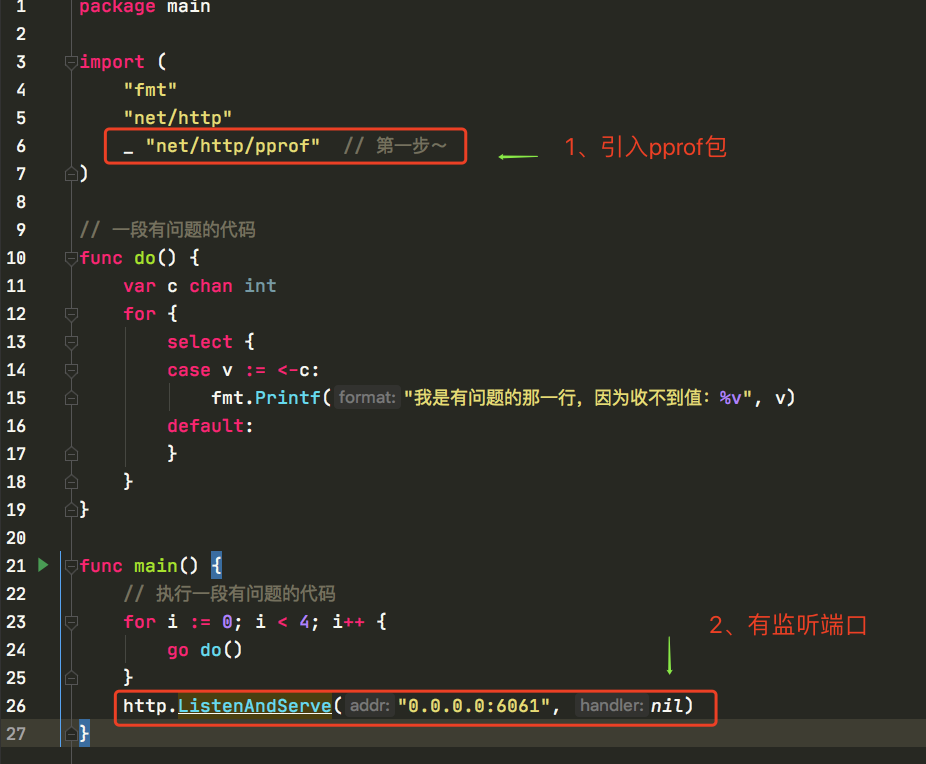 1 package main
2
3 import (
4 "fmt"
5 "net/http"
6 _ "net/http/pprof" // 第一步～ 1、引入pprof包
7 )
8
9 // 一段有问题的代码
10 func do() {
11 var c chan int
12 for {
13 select {
14 case v := <-c:
15 fmt.Printf( format: "我是有问题的那一行，因为收不到值：%v", v)
16 default:
17 }
18 }
19 }
20
21 func main() {
22 // 执行一段有问题的代码
23 for i := 0; i < 4; i++ {
24 go do()
2、有监听端口
25 }
26 http.ListenAndServe( addr: "0.0.0.0:6061", handler: nil)
27 }